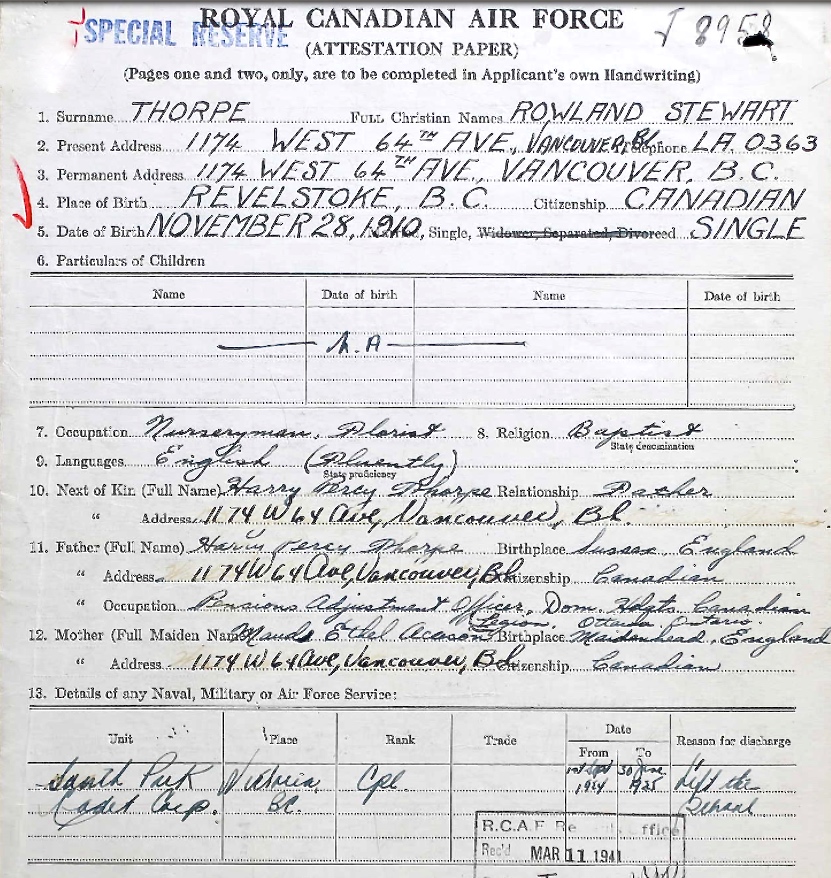 ROYAL CANADIAN AIR FORCE J 8958
SPECIAL RESERVE
(ATTESTATION PAPER)
(Pages one and two, only, are to be completed in Applicant's own Handwriting)
1. Surname THORPE FULL Christian Names ROWLAND STEWART
2. Present Address 1174 WEST 64TH AVE., VANCOUVER, BC Telephone LA. 0363
3. Permanent Address 1174 WEST 64TH AVE, VANCOUVER, B.C.
4. Place of Birth REVELSTOKE, B.C. Citizenship CANADIAN
5. Date of Birth NOVEMBER 28, 1910, Single, Widower, Separated, Divorced SINGLE
6. Particulars of Children
Name Date of birth Name Date of birth
N.A
7. Occupation Nurseryman, Florist 8. Religion Baptist
State denomination
9. Languages English (Fluently)
State proficiency
10. Next of Kin (Full Name) Harry Percy Thorpe Relationship Father
" Address 1174 W 64 Ave, Vancouver, BC
11. Father (Full Name) Harry Percy Thorpe Birthplace Sussex, England
" Address 1174 W 64 Ave, Vancouver, BC Citizenship Canadian
" Occupation Pensions Adjustment Officer, Dom. Hdqts Canadian
Legion, Ottawa, Ontario.
12. Mother (Full Maiden Name) Maude Ethel Birthplace Maidenhead, England
" Address 1174 W 64 Ave, Vancouver, BC Citizenship Canadian
13. Details of any Naval, Military or Air Force Service:
Unit Place Rank Trade Date Reason for discharge
From To
South Park Victoria Cpl. 1st Sept 30 June Left the
Cadet Corp. BC. 1924 1925 School
R.C.A.F. Records Office
Rec'd MAR 11 1941